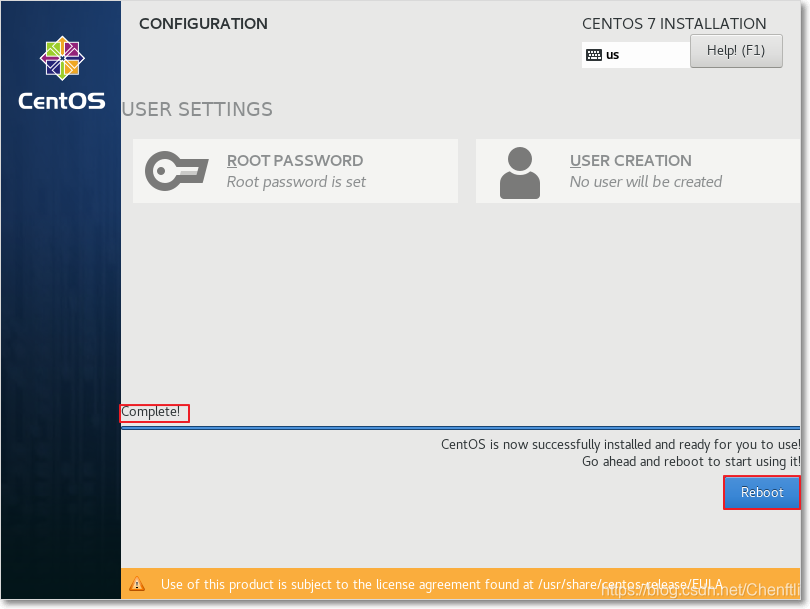 CONFIGURATION
CENTOS 7 INSTALLATION
us
Help! (F1)
CentOS
USER SETTINGS
ROOT PASSWORD
Root password is set
USER CREATION
No user will be created
Complete!
CentOS is now successfully installed and ready for you to use!
Go ahead and reboot to start using it!
Reboot
Use of this product is subject to the license agreement found at /usr/share/centos-release/EULA
https://blog.csdn.net/Chenftli